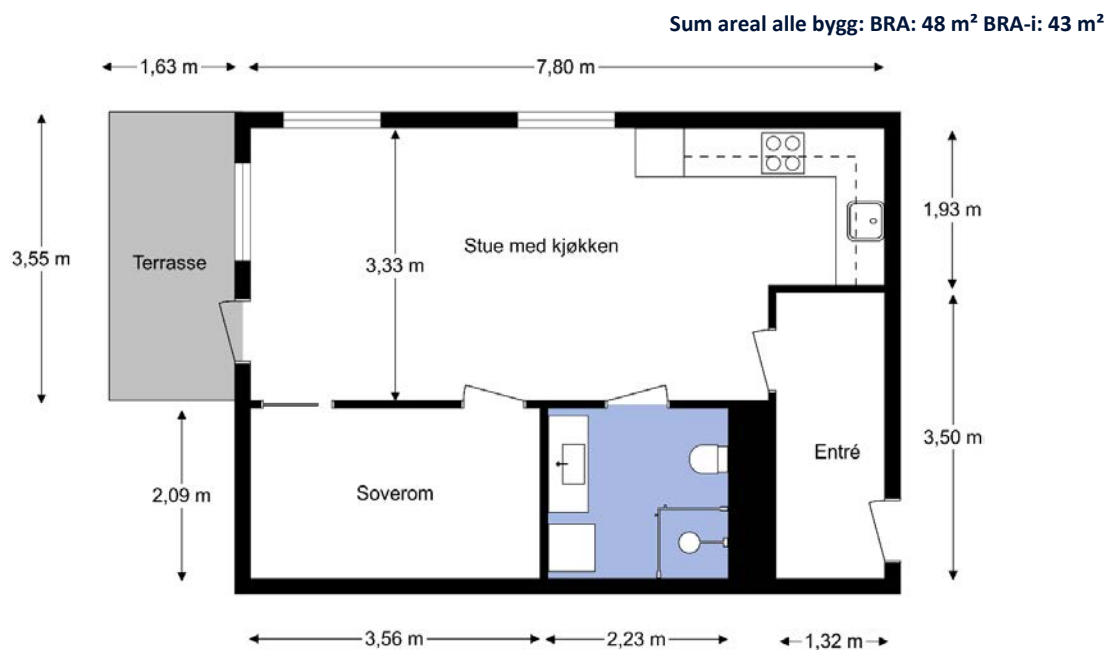 Sum areal alle bygg: BRA: 48 m² BRA-i: 43 m²
1,63 m
7,80 m
3,55 m
Terrasse
3,33 m
Stue med kjøkken
1,93 m
2,09 m
Soverom
Entré
3,50 m
3,56 m
2,23 m
1,32 m